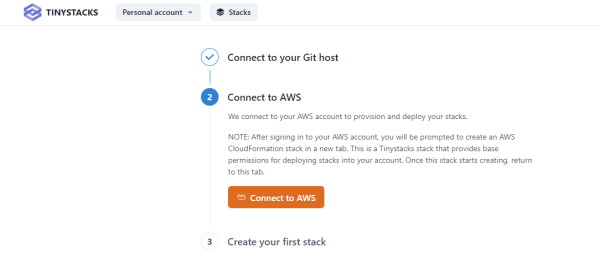 TINYSTACKS
Personal account
Stacks
Connect to your Git host
2
Connect to AWS
We connect to your AWS account to provision and deploy your stacks.
NOTE: After signing in to your AWS account, you will be prompted to create an AWS
CloudFormation stack in a new tab. This is a Tinystacks stack that provides base
permissions for deploying stacks into your account. Once this stack starts creating, return
to this tab.
aws Connect to AWS
3
Create your first stack